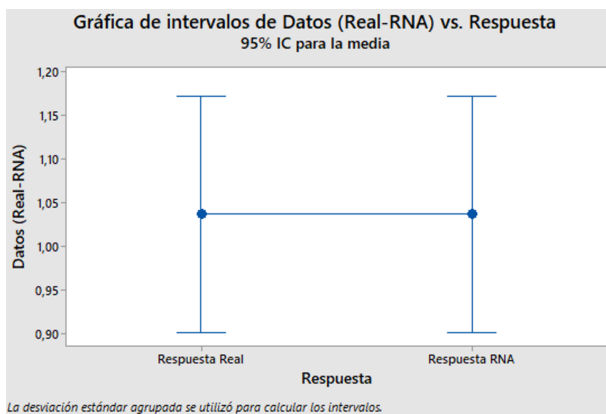 Gráfica de intervalos de Datos (Real-RNA) vs. Respuesta
95% IC para la media
1,20
1,15
1,10
1,05
1,00
0,95
0,90
Datos (Real-RNA)
Respuesta Real
Respuesta RNA
Respuesta
La desviación estándar agrupada se utilizó para calcular los intervalos.